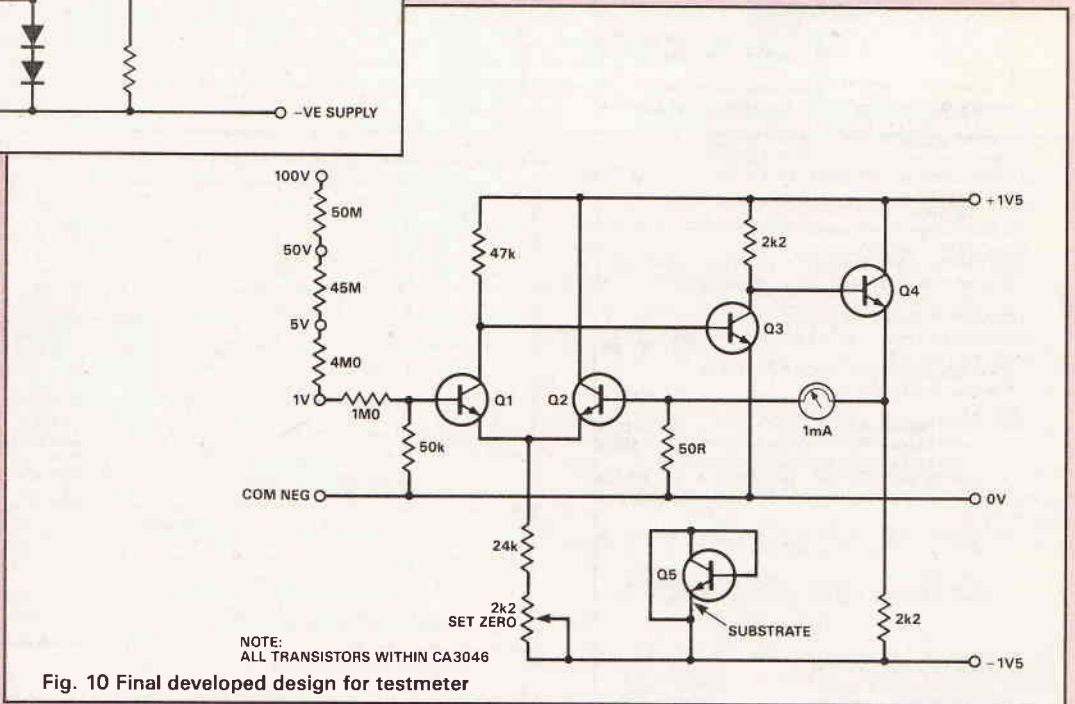 -VE SUPPLY
100V
50M
50V
45M
5V
4M0
1V
1M0
50k
COM NEG
47k
Q1
Q2
2k2
Q3
Q4
+1V5
1mA
50R
0V
24k
2k2
SET ZERO
Q5
SUBSTRATE
2k2
-1V5
NOTE:
ALL TRANSISTORS WITHIN CA3046
Fig. 10 Final developed design for testmeter